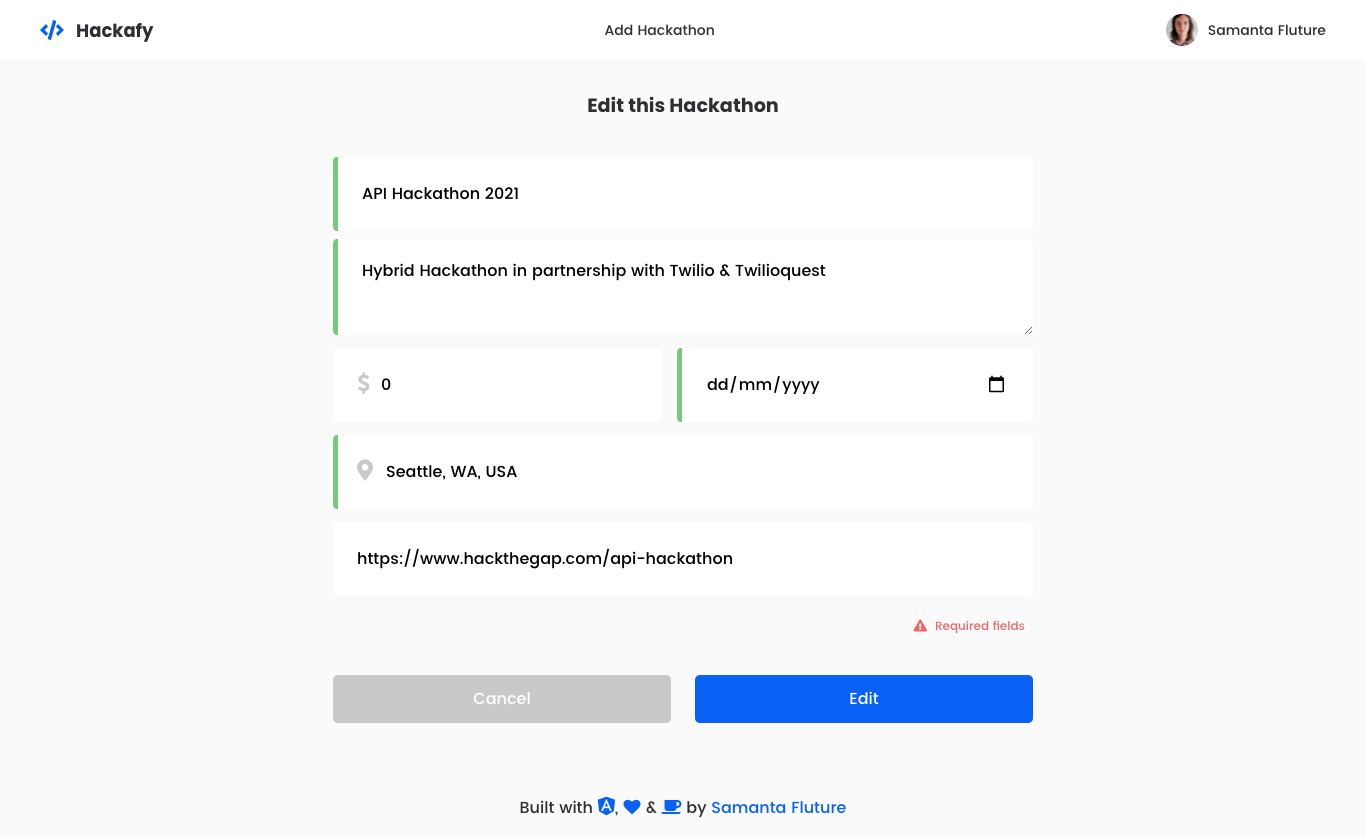 Hackafy
Add Hackathon
Samanta Fluture
Edit this Hackathon
API Hackathon 2021
Hybrid Hackathon in partnership with Twilio & Twilioquest
$ 0
dd/mm/yyyy
Seattle, WA, USA
https://www.hackthegap.com/api-hackathon
Required fields
Cancel
Edit
Built with , & by Samanta Fluture